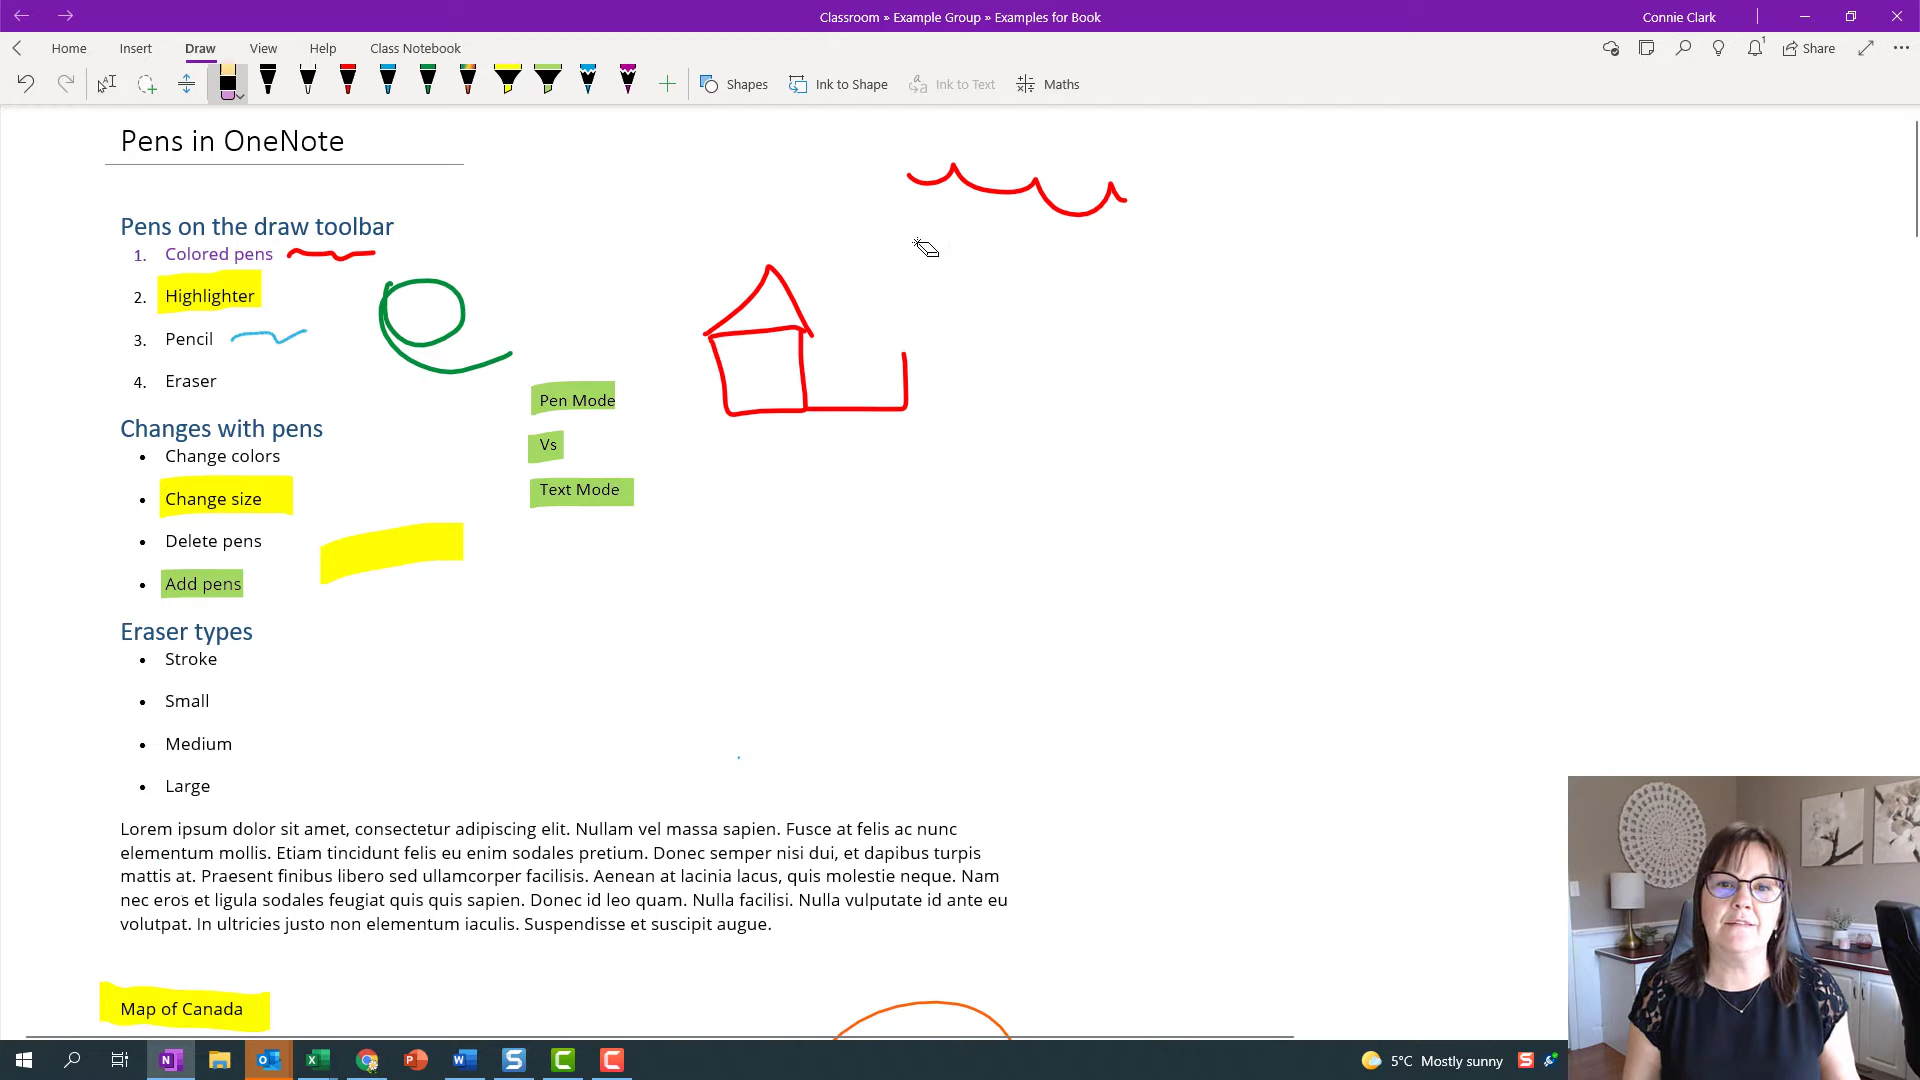 Classroom » Example Group » Examples for Book
Connie Clark
Home Insert Draw View Help Class Notebook
1
Share
Shapes Ink to Shape Ink to Text Maths
Pens in OneNote
Pens on the draw toolbar
1. Colored pens
2. Highlighter
3. Pencil
4. Eraser
Changes with pens
• Change colors
• Change size
• Delete pens
• Add pens
Pen Mode
Vs
Text Mode
Eraser types
• Stroke
• Small
• Medium
• Large
Lorem ipsum dolor sit amet, consectetur adipiscing elit. Nullam vel massa sapien. Fusce at felis ac nunc
elementum mollis. Etiam tincidunt felis eu enim sodales pretium. Donec semper nisi dui, et dapibus turpis
mattis at. Praesent finibus libero sed ullamcorper facilisis. Aenean at lacinia lacus, quis molestie neque. Nam
nec eros et ligula sodales feugiat quis quis sapien. Donec id leo quam. Nulla facilisi. Nulla vulputate id ante eu
volutpat. In ultricies justo non elementum iaculis. Suspendisse et suscipit augue.
Map of Canada
5°C Mostly sunny